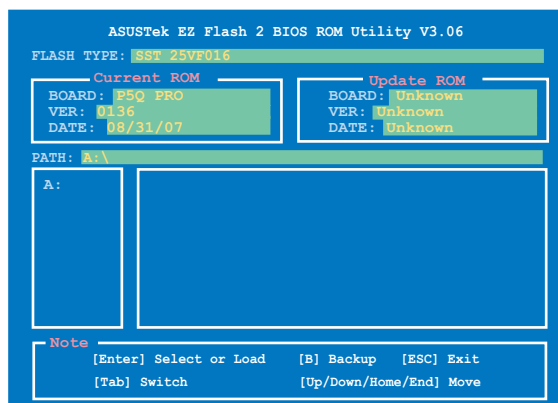 ASUSTek EZ Flash 2 BIOS ROM Utility V3.06
FLASH TYPE: SST 25VF016
Current ROM
BOARD: P5Q PRO
VER: 0136
DATE: 08/31/07
Update ROM
BOARD: Unknown
VER: Unknown
DATE: Unknown
PATH: A:\
A:
Note
[Enter] Select or Load [B] Backup [ESC] Exit
[Tab] Switch [Up/Down/Home/End] Move